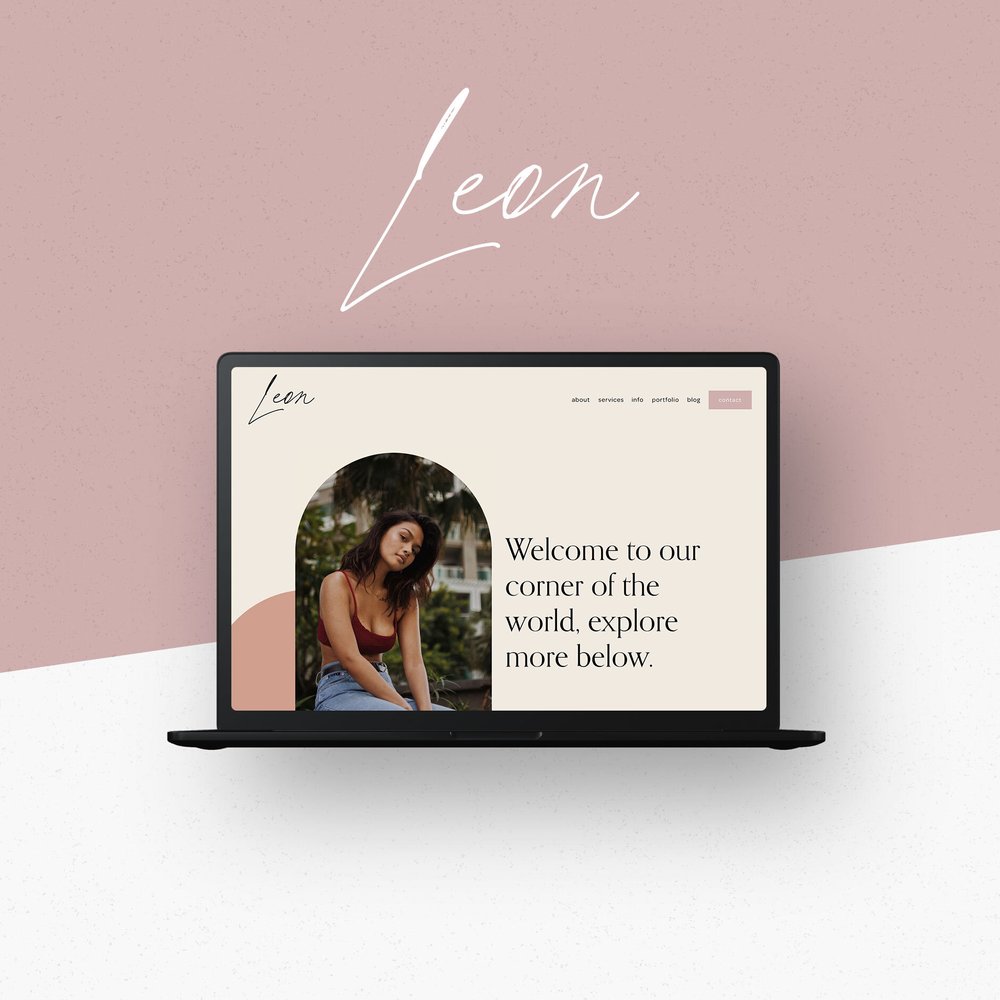 Leon
Leon
about services info portfolio blog contact
Welcome to our
corner of the
world, explore
more below.